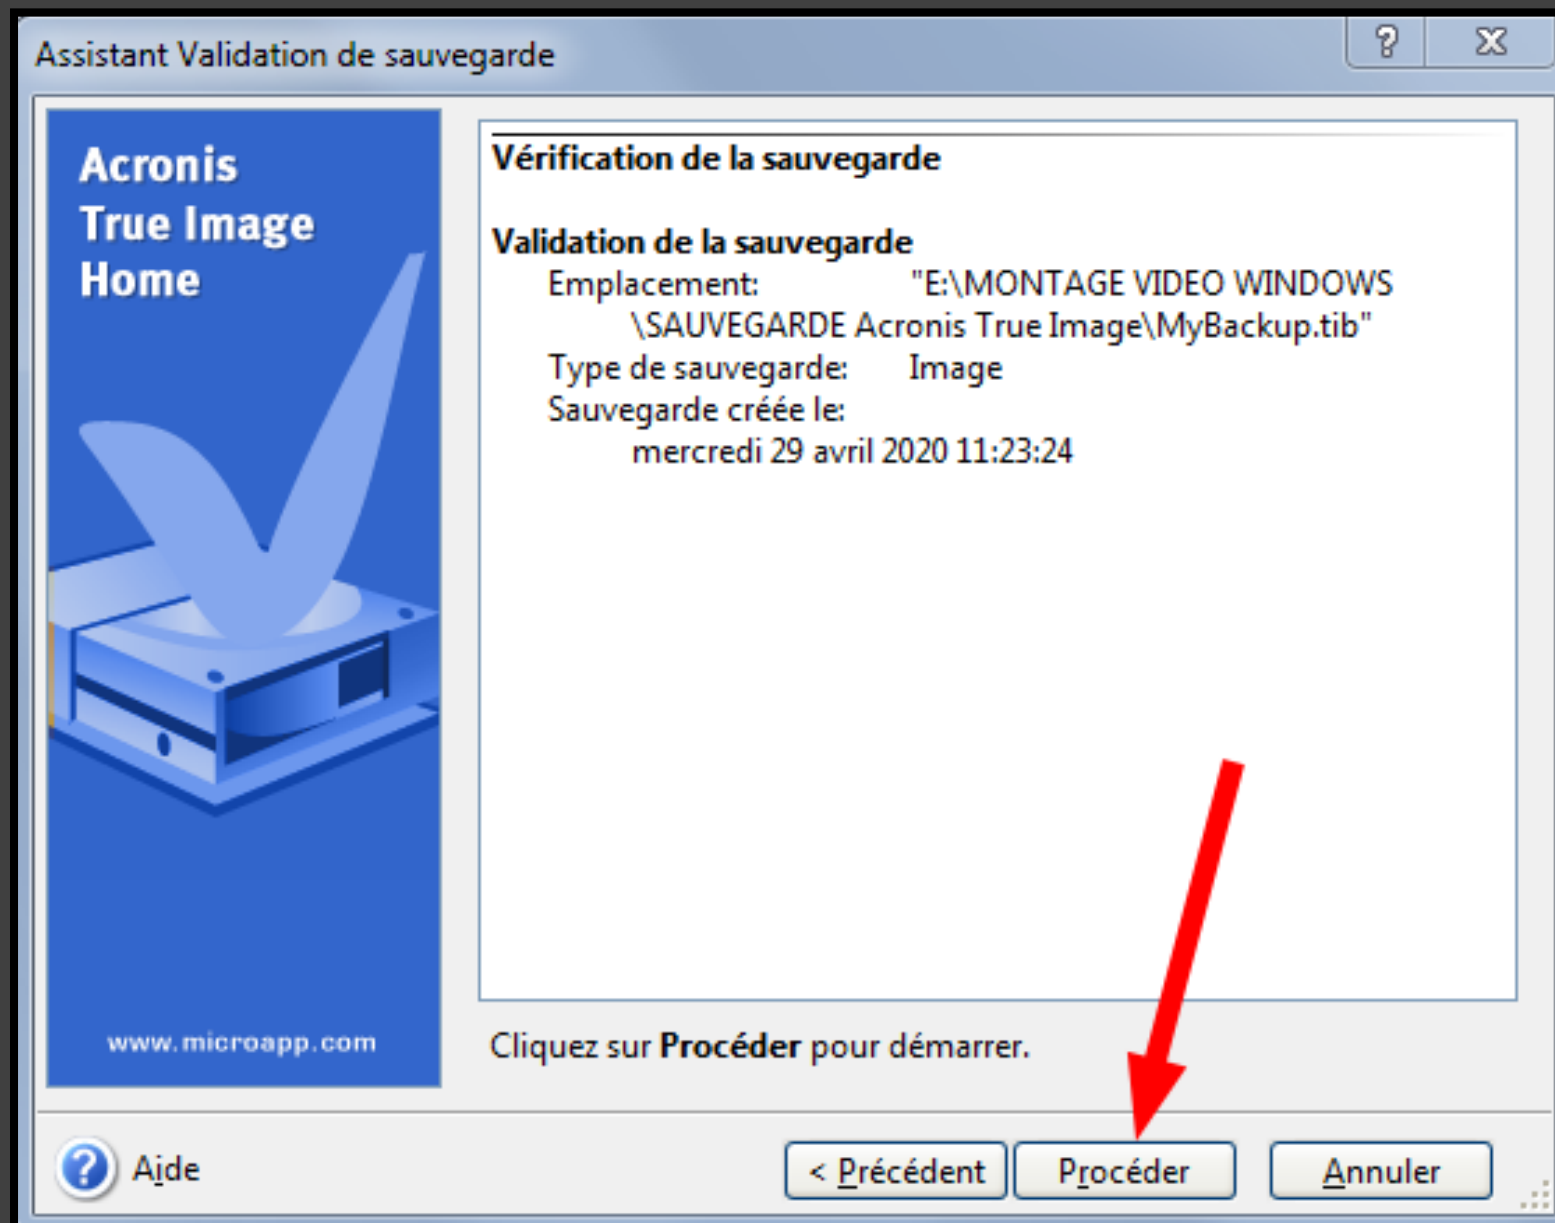 Assistant Validation de sauvegarde
Acronis
True Image
Home
www.microapp.com
Vérification de la sauvegarde
Validation de la sauvegarde
Emplacement: "E:\MONTAGE VIDEO WINDOWS
\SAUVEGARDE Acronis True Image\MyBackup.tib"
Type de sauvegarde: Image
Sauvegarde créée le:
mercredi 29 avril 2020 11:23:24
Cliquez sur Procéder pour démarrer.
Aide
< Précédent
Procéder
Annuler